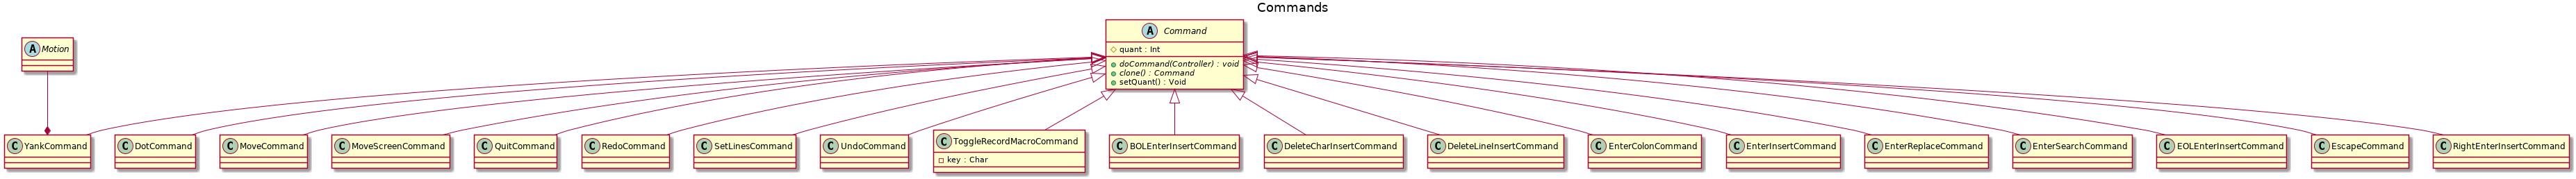 Commands
A Motion
A Command
quant : Int
doCommand(Controller) : void
clone() : Command
setQuant() : Void
C YankCommand
C DotCommand
C MoveCommand
C MoveScreenCommand
C QuitCommand
C RedoCommand
C SetLinesCommand
C UndoCommand
C ToggleRecordMacroCommand
key : Char
C BOLEnterInsertCommand
C DeleteCharInsertCommand
C DeleteLineInsertCommand
C EnterColonCommand
C EnterInsertCommand
C EnterReplaceCommand
C EnterSearchCommand
C EOLEnterInsertCommand
C EscapeCommand
C RightEnterInsertCommand